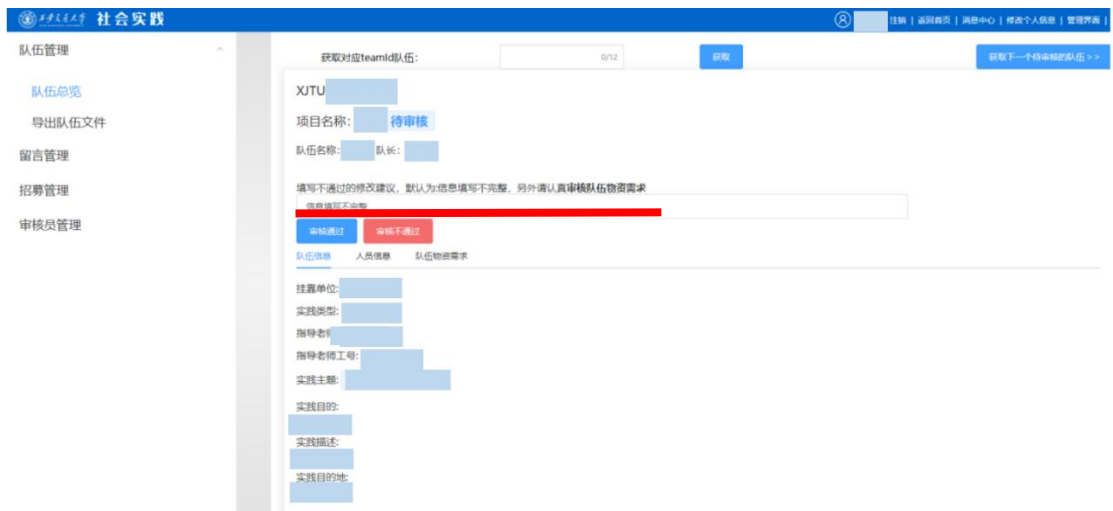 西安交通大学 社会实践
注销 | 返回首页 | 消息中心 | 修改个人信息 | 管理界面 |
队伍管理
队伍总览
导出队伍文件
留言管理
招募管理
审核员管理
获取对应teamId队伍: 0/12 获取 获取下一个待审核的队伍>>
XJTU
项目名称: 待审核
队伍名称: 队长:
填写不通过的修改建议，默认为:信息填写不完整，另外请认真审核队伍物资需求
信息填写不完整
审核通过 审核不通过
队伍信息 人员信息 队伍物资需求
挂靠单位:
实践类型:
指导老师
指导老师工号:
实践主题:
实践目的:
实践描述:
实践目的地: